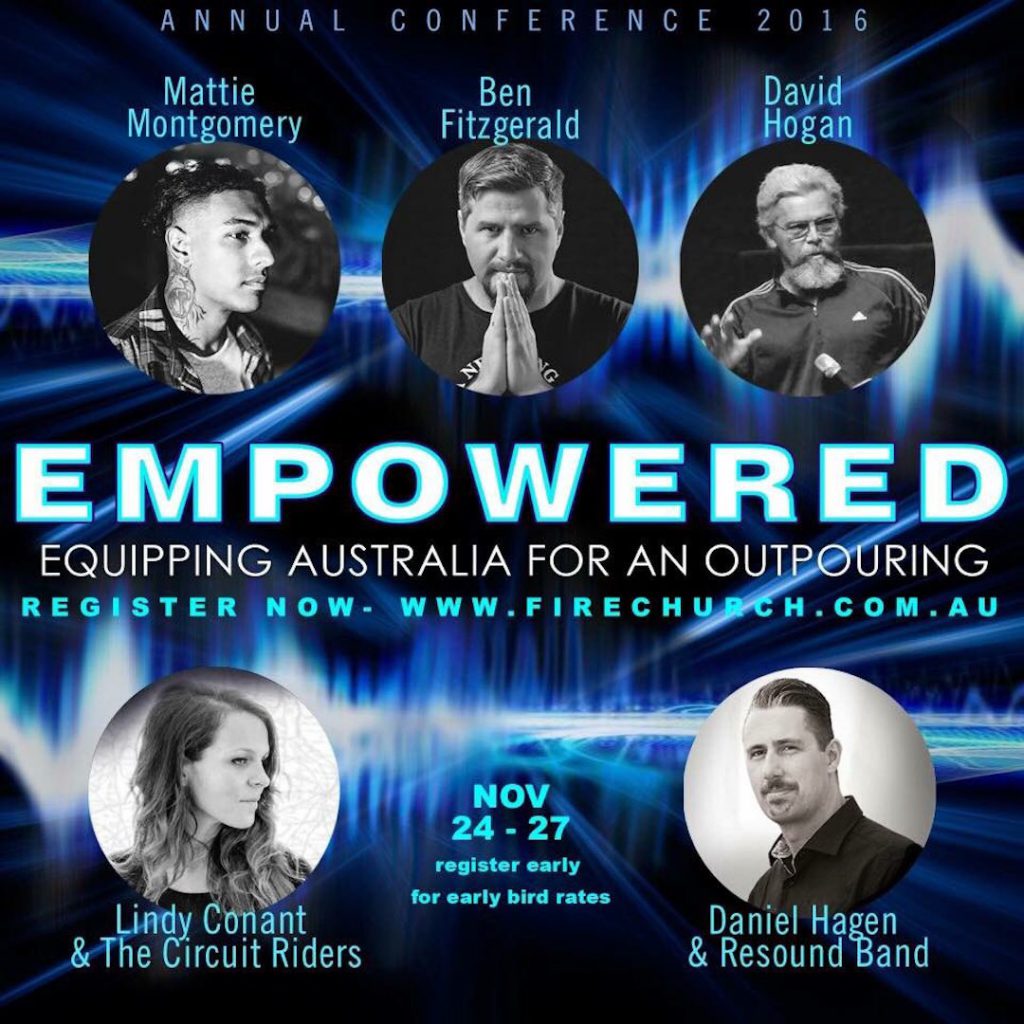 ANNUAL CONFERENCE 2016
Mattie
Montgomery
Ben
Fitzgerald
David
Hogan
EMPOWERED
EQUIPPING AUSTRALIA FOR AN OUTPOURING
REGISTER NOW- WWW.FIRECHURCH.COM.AU
NOV
24 - 27
register early
for early bird rates
Lindy Conant
& The Circuit Riders
Daniel Hagen
& Resound Band